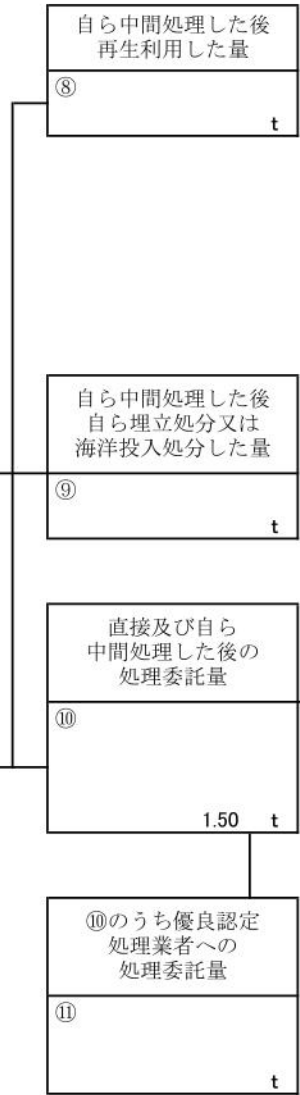 自ら中間処理した後
再生利用した量
⑧
t
自ら中間処理した後
自ら埋立処分又は
海洋投入処分した量
⑨
t
直接及び自ら
中間処理した後の
処理委託量
⑩
1.50 t
⑩のうち優良認定
処理業者への
処理委託量
⑪
t